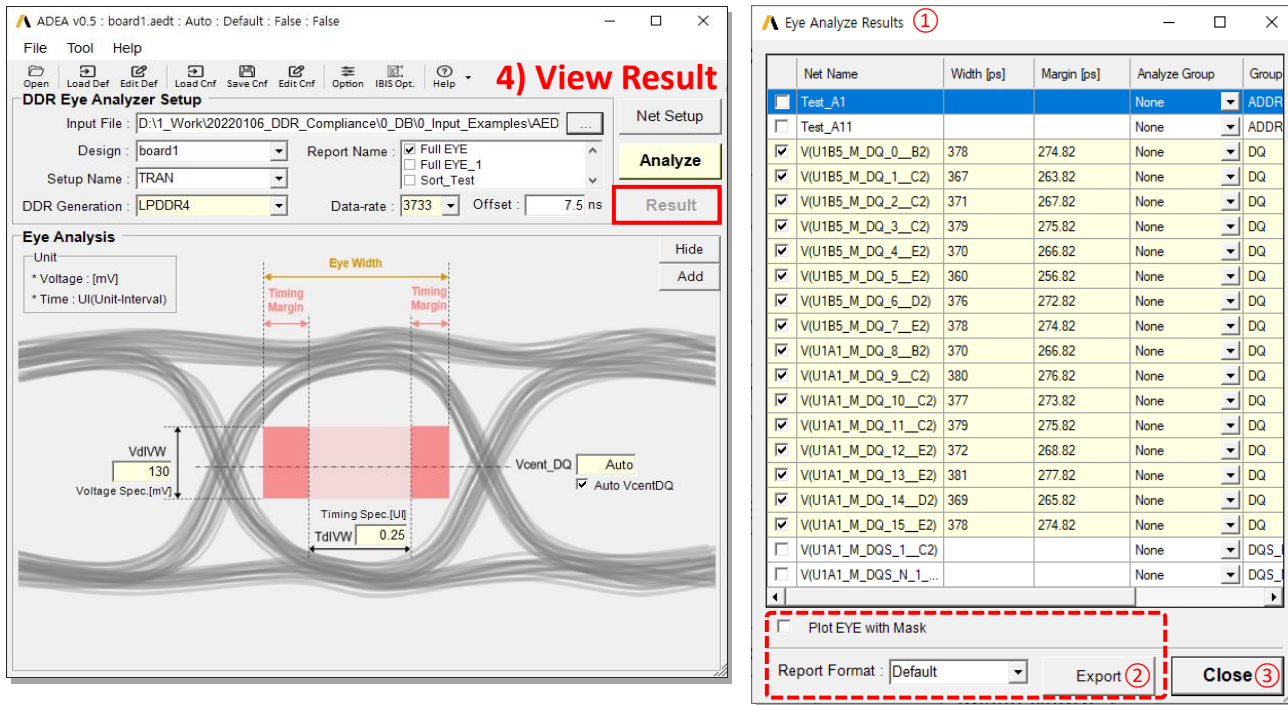 ADEA v0.5 : board1.aedt : Auto : Default : False : False
File Tool Help
Open Load Def Edit Def Load Cnf Save Cnf Edit Cnf Option IBIS Opt. Help
4) View Result
DDR Eye Analyzer Setup
Input File : D:\1_Work\20220106_DDR_Compliance\0_DB\0_Input_Examples\AED ...
Net Setup
Design : board1
Report Name : Full EYE
Full EYE_1
Sort_Test
Analyze
Setup Name : TRAN
DDR Generation : LPDDR4
Data-rate : 3733
Offset : 7.5 ns
Result
Eye Analysis
Hide
Add
Unit
* Voltage : [mV]
* Time : UI(Unit-Interval)
Eye Width
Timing Margin
Timing Margin
VdIVW
130
Voltage Spec.[mV]
Vcent_DQ Auto
Auto VcentDQ
Timing Spec.[UI]
TdIVW 0.25
Eye Analyze Results ①
Net Name Width [ps] Margin [ps] Analyze Group Group
Test_A1 None ADDR
Test_A11 None ADDR
V(U1B5_M_DQ_0__B2) 378 274.82 None DQ
V(U1B5_M_DQ_1__C2) 367 263.82 None DQ
V(U1B5_M_DQ_2__C2) 371 267.82 None DQ
V(U1B5_M_DQ_3__C2) 379 275.82 None DQ
V(U1B5_M_DQ_4__E2) 370 266.82 None DQ
V(U1B5_M_DQ_5__E2) 360 256.82 None DQ
V(U1B5_M_DQ_6__D2) 376 272.82 None DQ
V(U1B5_M_DQ_7__E2) 378 274.82 None DQ
V(U1A1_M_DQ_8__B2) 370 266.82 None DQ
V(U1A1_M_DQ_9__C2) 380 276.82 None DQ
V(U1A1_M_DQ_10__C2) 377 273.82 None DQ
V(U1A1_M_DQ_11__C2) 379 275.82 None DQ
V(U1A1_M_DQ_12__E2) 372 268.82 None DQ
V(U1A1_M_DQ_13__E2) 381 277.82 None DQ
V(U1A1_M_DQ_14__D2) 369 265.82 None DQ
V(U1A1_M_DQ_15__E2) 378 274.82 None DQ
V(U1A1_M_DQS_1__C2) None DQS_
V(U1A1_M_DQS_N_1_... None DQS_
Plot EYE with Mask
Report Format : Default
Export ②
Close ③